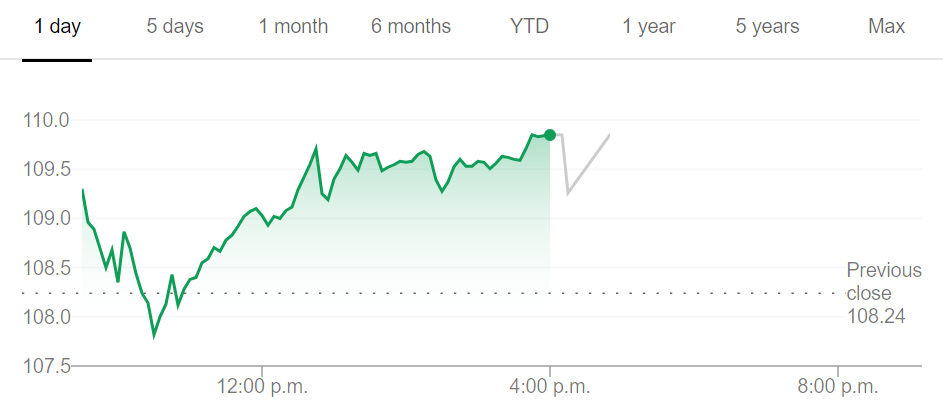 1 day 5 days 1 month 6 months YTD 1 year 5 years Max
110.0
109.5
109.0
108.5
108.0
107.5
Previous
close
108.24
12:00 p.m. 4:00 p.m. 8:00 p.m.